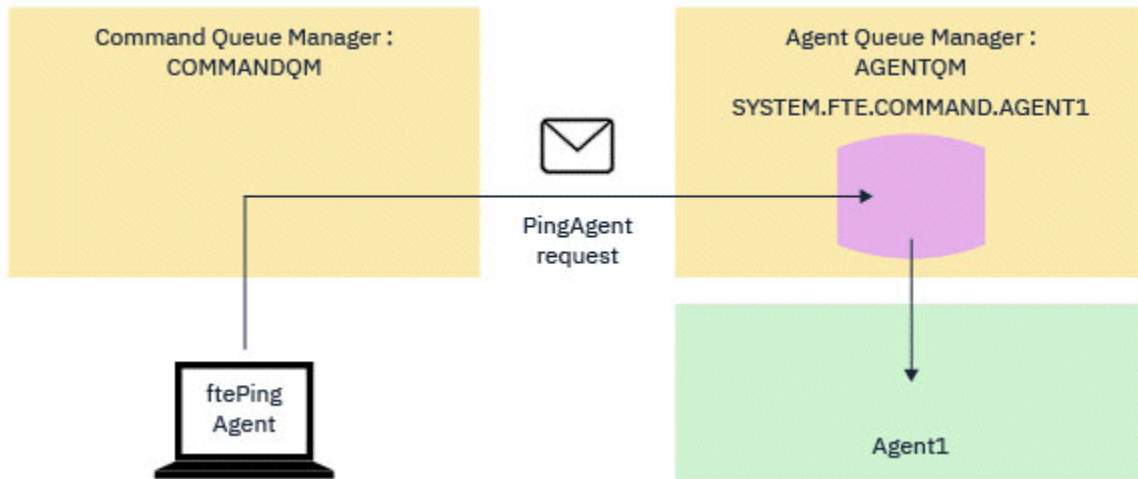 Command Queue Manager :
COMMANDQM
Agent Queue Manager :
AGENTQM
SYSTEM.FTE.COMMAND.AGENT1
PingAgent
request
ftePing
Agent
Agent1